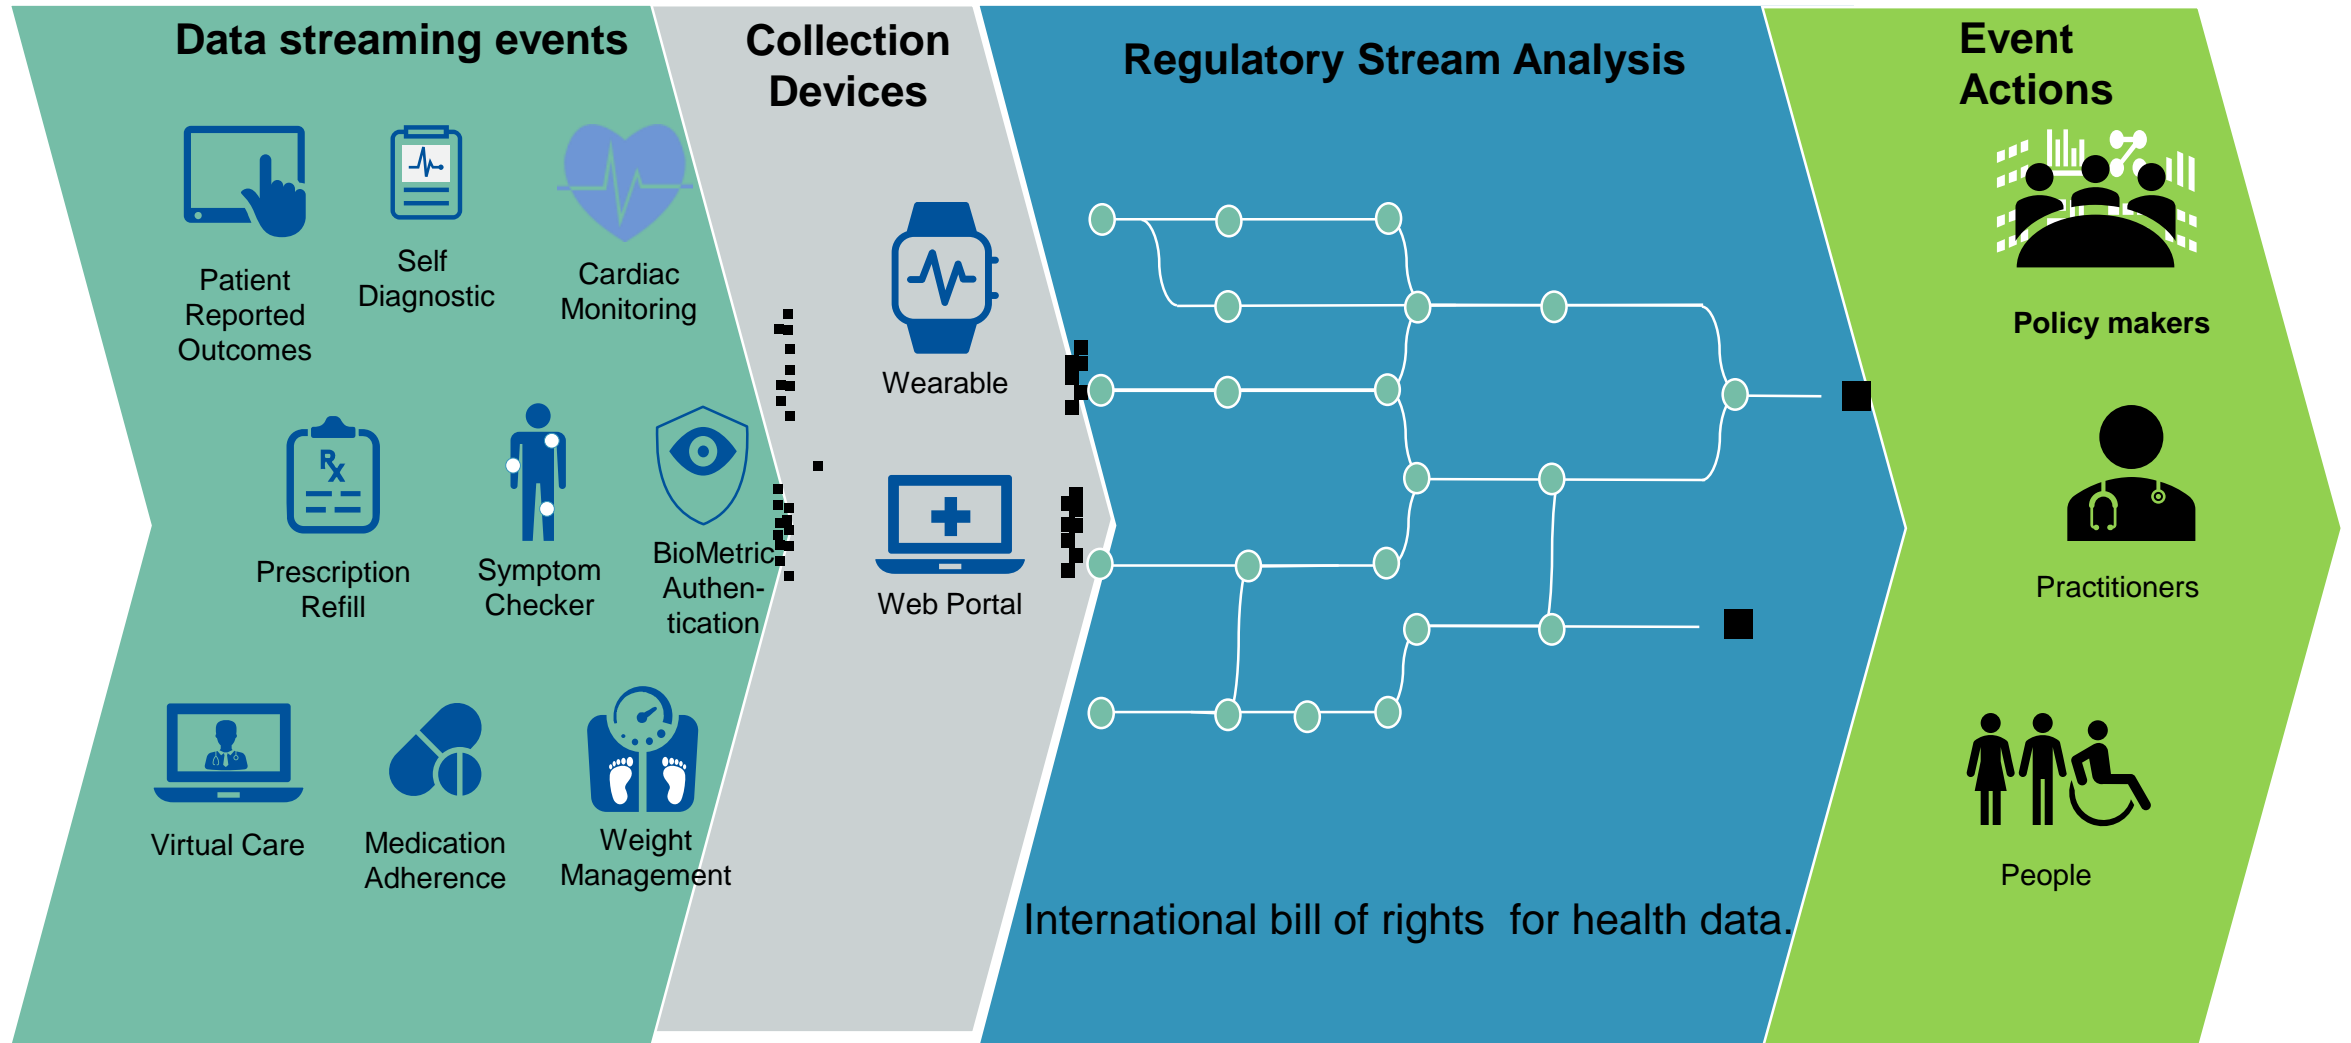 Data streaming events
Collection
Devices
Regulatory Stream Analysis
Event
Actions
Patient
Reported
Outcomes
Self
Diagnostic
Cardiac
Monitoring
Prescription
Refill
Rx
Symptom
Checker
BioMetric
Authen-
tication
Virtual Care
Medication
Adherence
Weight
Management
Wearable
Web Portal
International bill of rights  for health data.
Policy makers
Practitioners
People